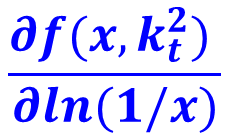 ∂f(x, k_t^2)
∂ln(1/x)